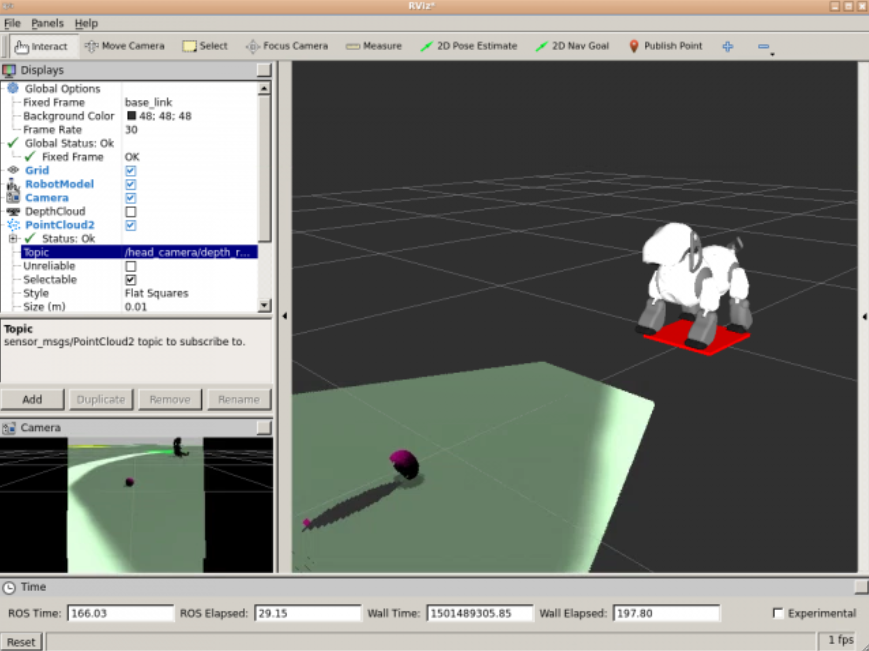 RViz*
File Panels Help
Interact Move Camera Select Focus Camera Measure 2D Pose Estimate 2D Nav Goal Publish Point
Displays
Global Options
Fixed Frame base_link
Background Color 48; 48; 48
Frame Rate 30
Global Status: Ok
Fixed Frame OK
Grid
RobotModel
Camera
DepthCloud
PointCloud2
Status: Ok
Topic /head_camera/depth_r...
Unreliable
Selectable
Style Flat Squares
Size (m) 0.01
Topic
sensor_msgs/PointCloud2 topic to subscribe to.
Add Duplicate Remove Rename
Camera
Time
ROS Time: 166.03 ROS Elapsed: 29.15 Wall Time: 1501489305.85 Wall Elapsed: 197.80 Experimental
Reset 1 fps